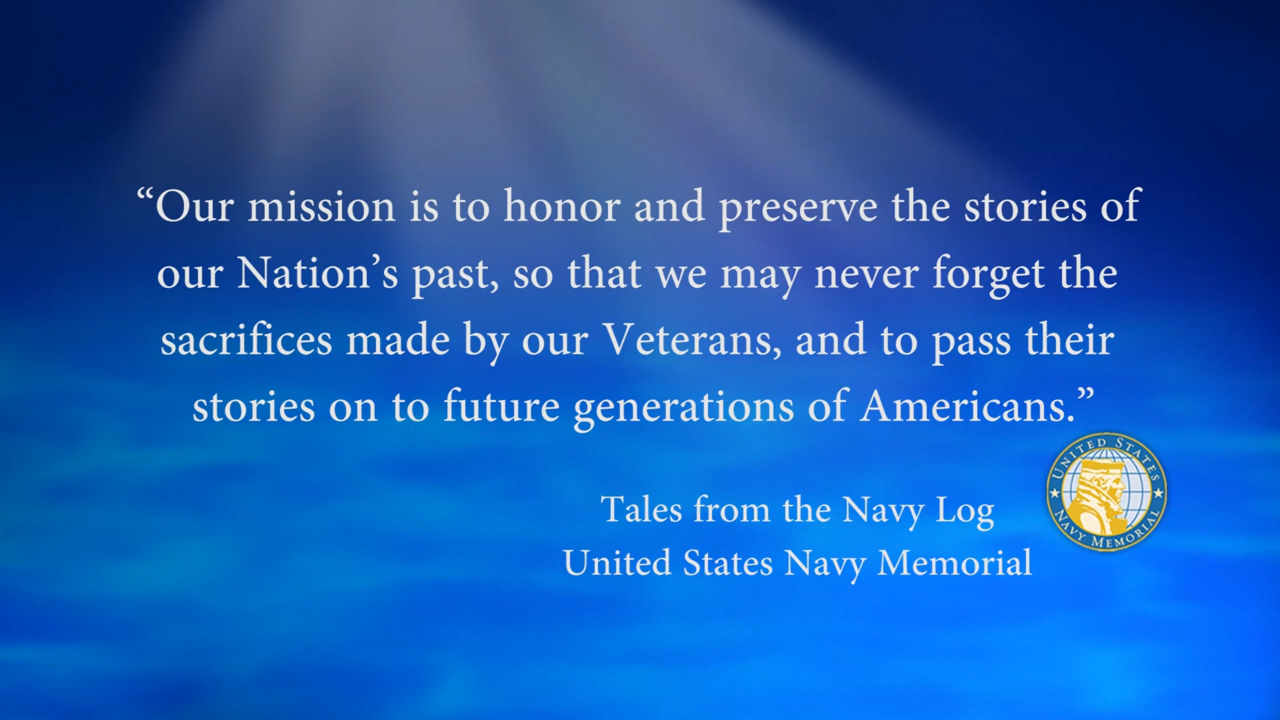 “Our mission is to honor and preserve the stories of
our Nation’s past, so that we may never forget the
sacrifices made by our Veterans, and to pass their
stories on to future generations of Americans.”
Tales from the Navy Log
United States Navy Memorial
UNITED STATES
NAVY MEMORIAL